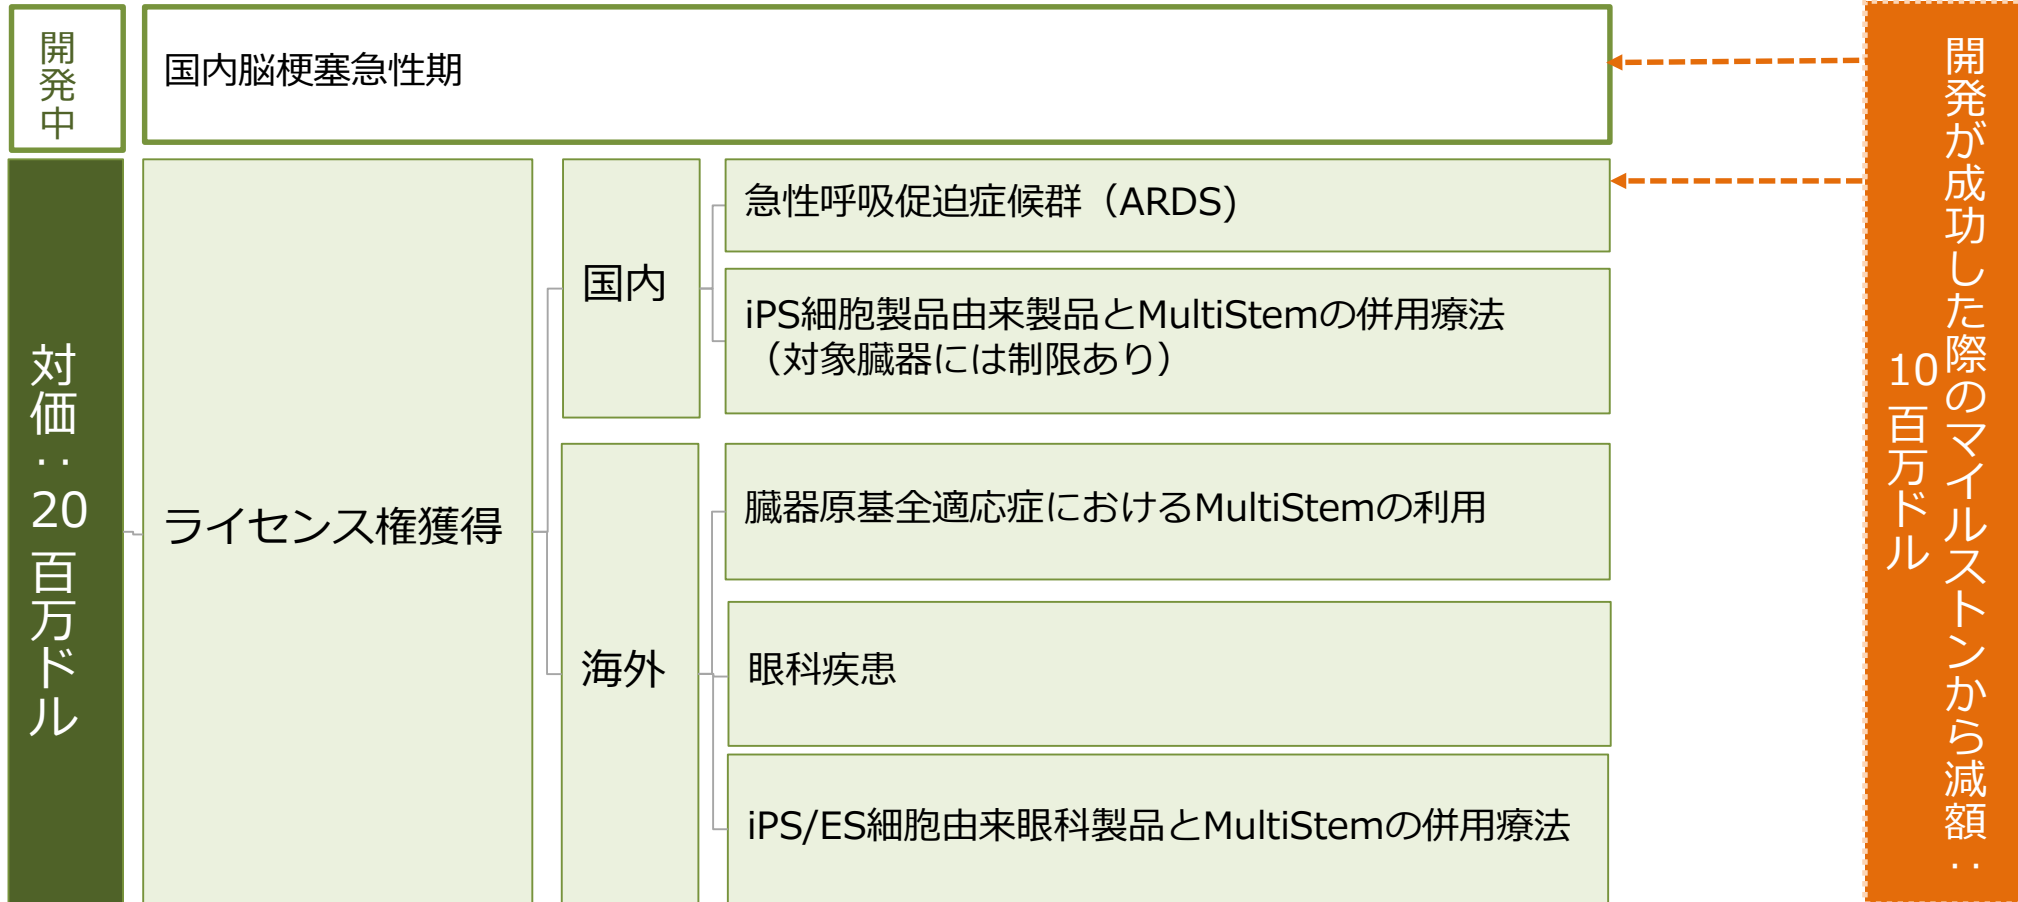 開発中
国内脳梗塞急性期
対価：20百万ドル
ライセンス権獲得
国内
急性呼吸促迫症候群（ARDS)
iPS細胞製品由来製品とMultiStemの併用療法
（対象臓器には制限あり）
海外
臓器原基全適応症におけるMultiStemの利用
眼科疾患
iPS/ES細胞由来眼科製品とMultiStemの併用療法
開発が成功した際のマイルストンから減額：
10百万ドル